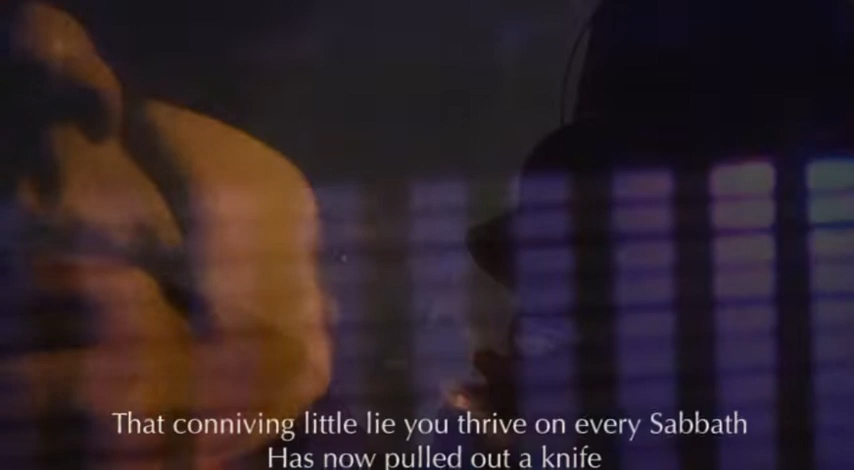 That conniving little lie you thrive on every Sabbath
Has now pulled out a knife